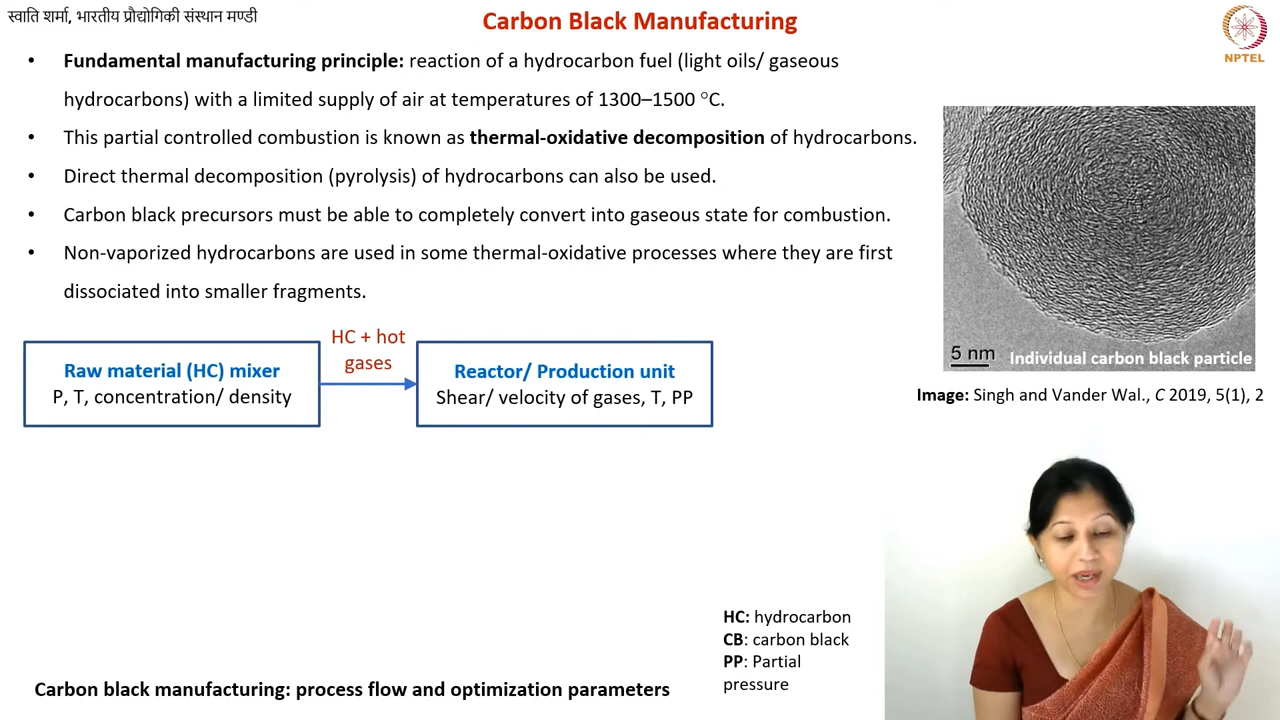 स्वाति शर्मा, भारतीय प्रौद्योगिकी संस्थान मण्डी
Carbon Black Manufacturing
NPTEL
• Fundamental manufacturing principle: reaction of a hydrocarbon fuel (light oils/ gaseous
hydrocarbons) with a limited supply of air at temperatures of 1300–1500 °C.
• This partial controlled combustion is known as thermal-oxidative decomposition of hydrocarbons.
• Direct thermal decomposition (pyrolysis) of hydrocarbons can also be used.
• Carbon black precursors must be able to completely convert into gaseous state for combustion.
• Non-vaporized hydrocarbons are used in some thermal-oxidative processes where they are first
dissociated into smaller fragments.
5 nm
Individual carbon black particle
Image: Singh and Vander Wal., C 2019, 5(1), 2
Raw material (HC) mixer
P, T, concentration/ density
HC + hot
gases
Reactor/ Production unit
Shear/ velocity of gases, T, PP
HC: hydrocarbon
CB: carbon black
PP: Partial
pressure
Carbon black manufacturing: process flow and optimization parameters